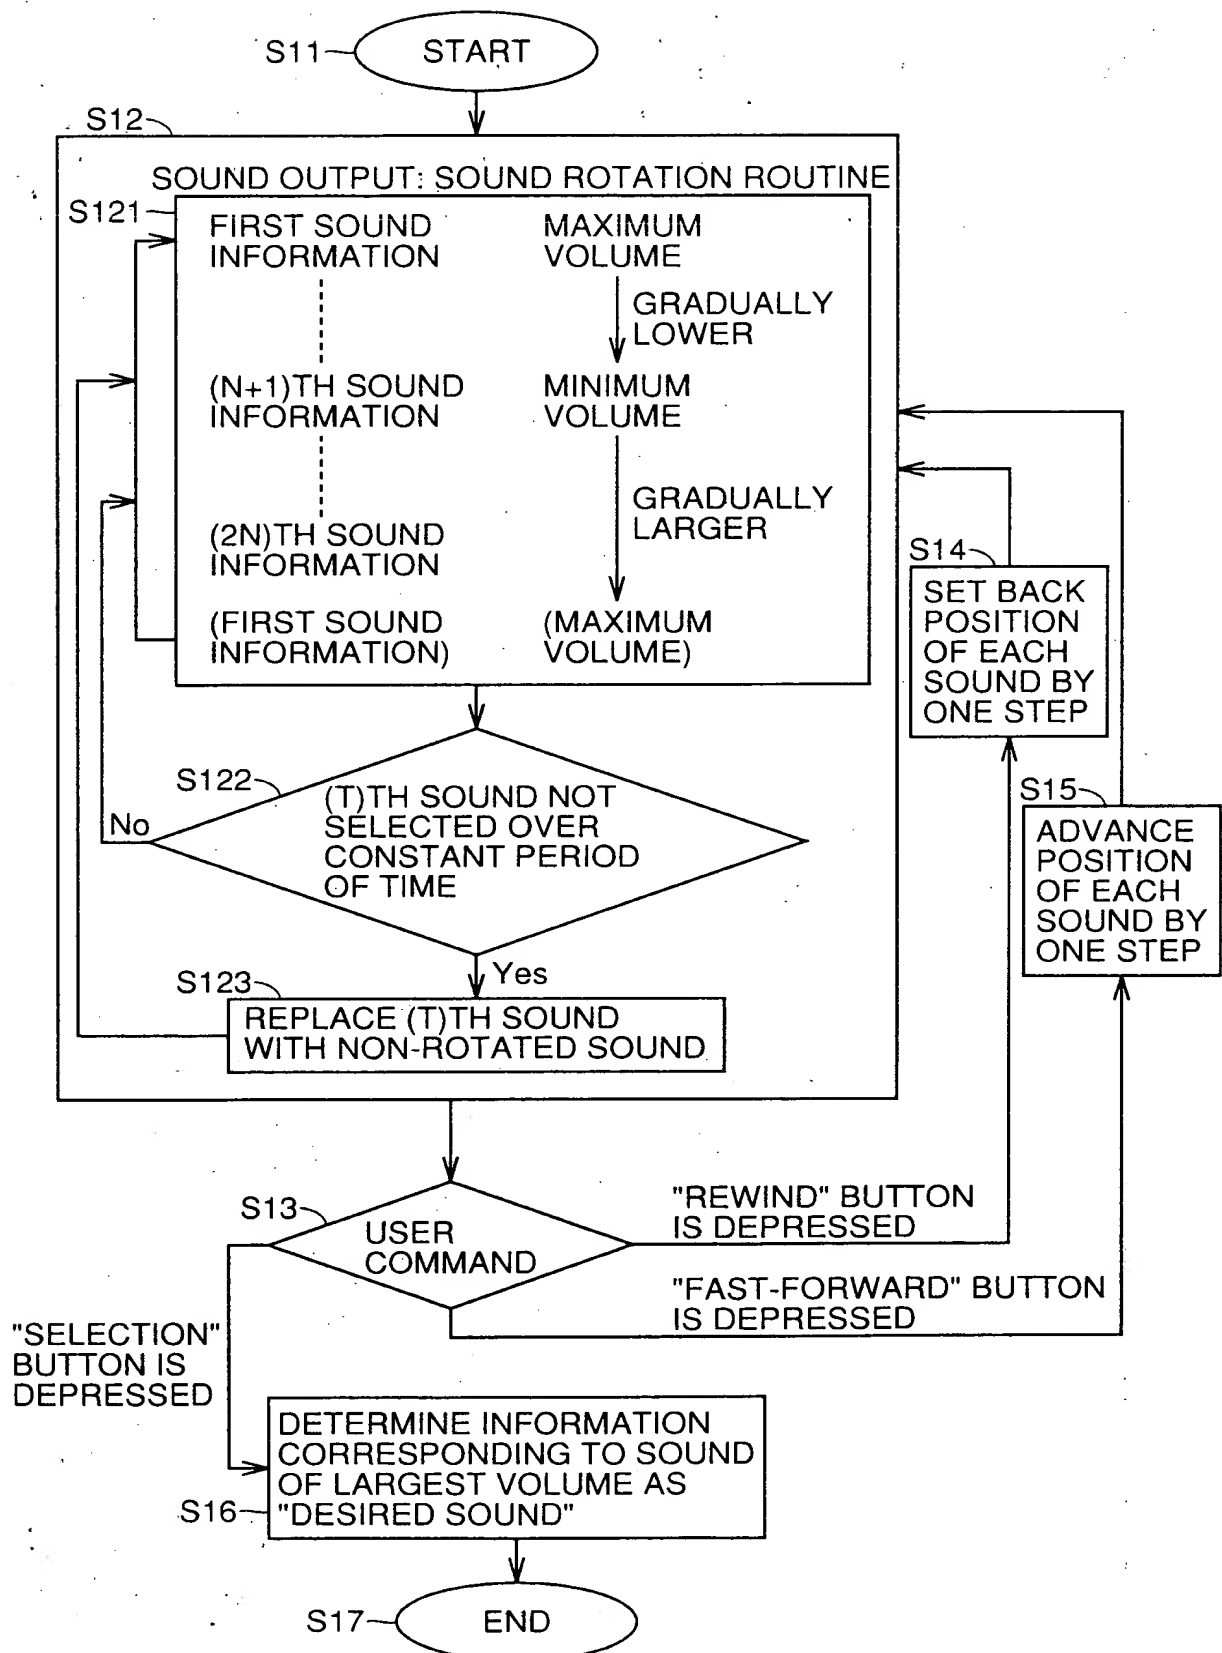 S11
START
S12
SOUND OUTPUT: SOUND ROTATION ROUTINE
S121
FIRST SOUND
INFORMATION
MAXIMUM
VOLUME
GRADUALLY
LOWER
(N+1)TH SOUND
INFORMATION
MINIMUM
VOLUME
GRADUALLY
LARGER
(2N)TH SOUND
INFORMATION
(FIRST SOUND
INFORMATION)
(MAXIMUM
VOLUME)
S14
SET BACK
POSITION
OF EACH
SOUND BY
ONE STEP
S122
(T)TH SOUND NOT
SELECTED OVER
CONSTANT PERIOD
OF TIME
No
Yes
S15
ADVANCE
POSITION
OF EACH
SOUND BY
ONE STEP
S123
REPLACE (T)TH SOUND
WITH NON-ROTATED SOUND
S13
USER
COMMAND
"REWIND" BUTTON
IS DEPRESSED
"FAST-FORWARD" BUTTON
IS DEPRESSED
"SELECTION"
BUTTON IS
DEPRESSED
DETERMINE INFORMATION
CORRESPONDING TO SOUND
OF LARGEST VOLUME AS
"DESIRED SOUND"
S16
S17
END